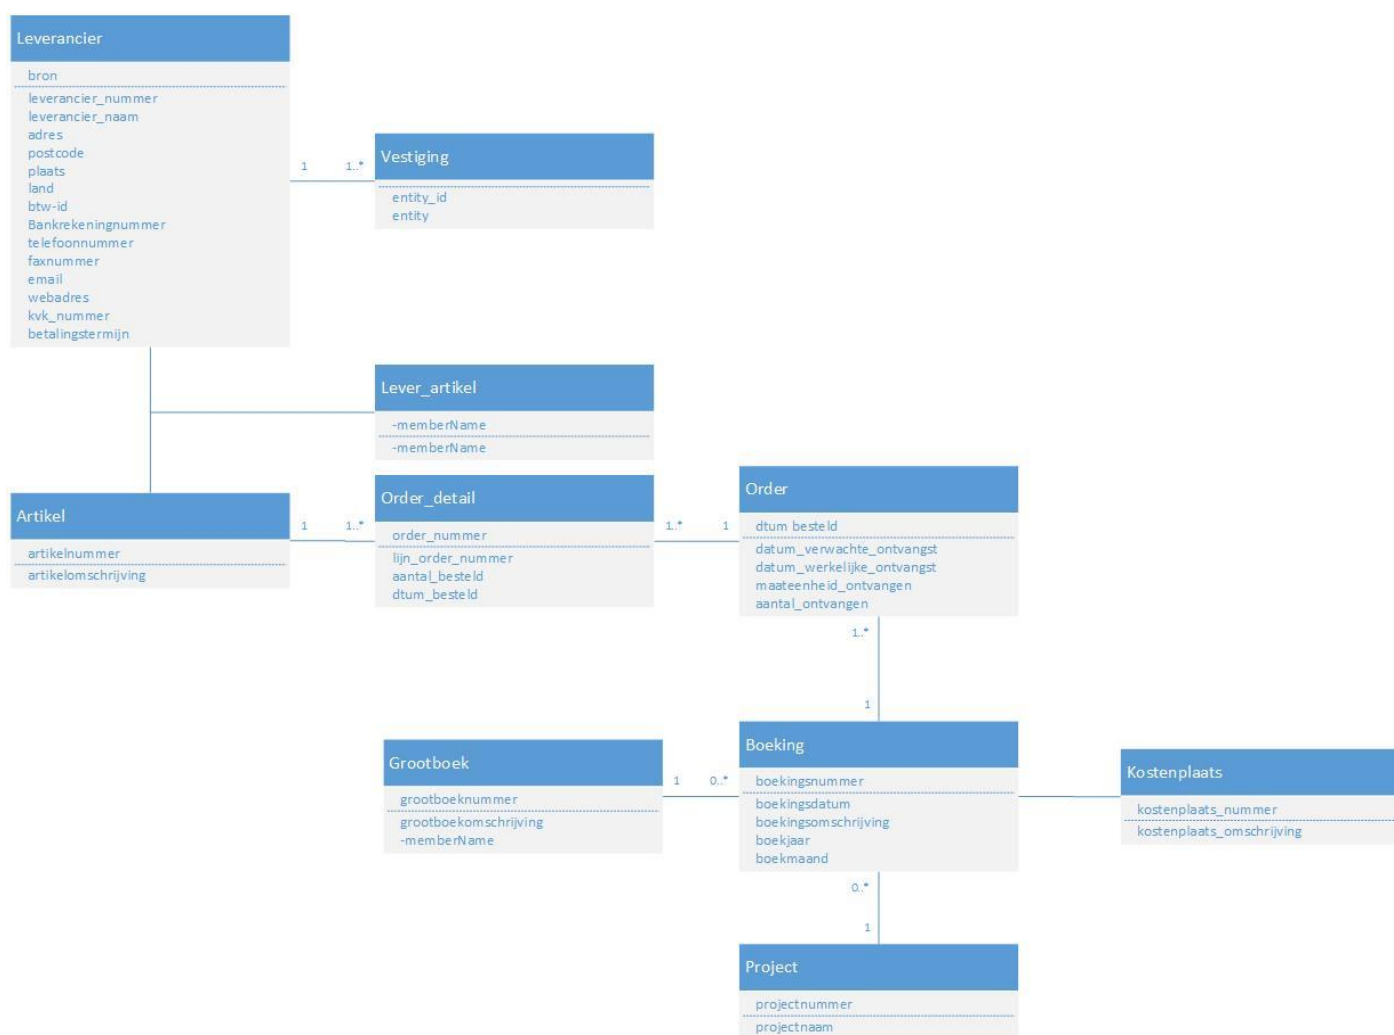 Leverancier
bron
leverancier_nummer
leverancier_naam
adres
postcode
plaats
land
btw-id
Bankrekeningnummer
telefoonnummer
faxnummer
email
webadres
kvk_nummer
betalingstermijn
1 1..*
Vestiging
entity_id
entity
Lever_artikel
-memberName
-memberName
Artikel
artikelnummer
artikelomschrijving
1 1..*
Order_detail
order_nummer
lijn_order_nummer
aantal_besteld
dtum_besteld
1..* 1
Order
dtum besteld
datum_verwachte_ontvangst
datum_werkelijke_ontvangst
maateenheid_ontvangen
aantal_ontvangen
1..*
1
Grootboek
grootboeknummer
grootboekomschrijving
-memberName
1 0..*
Boeking
boekingsnummer
boekingsdatum
boekingsomschrijving
boekjaar
boekmaand
Kostenplaats
kostenplaats_nummer
kostenplaats_omschrijving
0..*
1
Project
projectnummer
projectnaam